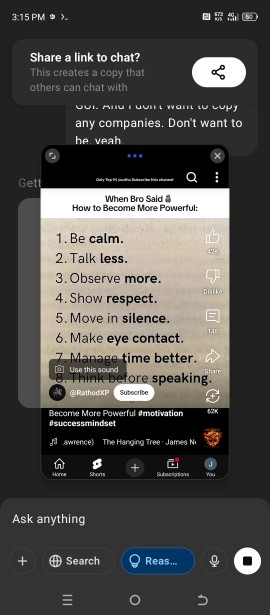 3:15 PM
673 K/S
4G
50
Share a link to chat?
This creates a copy that
others can chat with
GUI. And I don't want to copy
any companies. Don't want to
be, yeah
Gett
Only Top 1% youths Subscribe this channel
When Bro Said 🗿
How to Become More Powerful:
1. Be calm.
2. Talk less.
3. Observe more.
4. Show respect.
5. Move in silence.
6. Make eye contact.
7. Manage time better.
8. Think before speaking.
42K
Dislike
148
Share
62K
Use this sound
@RathodXP
Subscribe
Become More Powerful #motivation
#successmindset
.awrence) The Hanging Tree · James N
Home
Shorts
Subscriptions
J
You
Ask anything
Search
Reas...